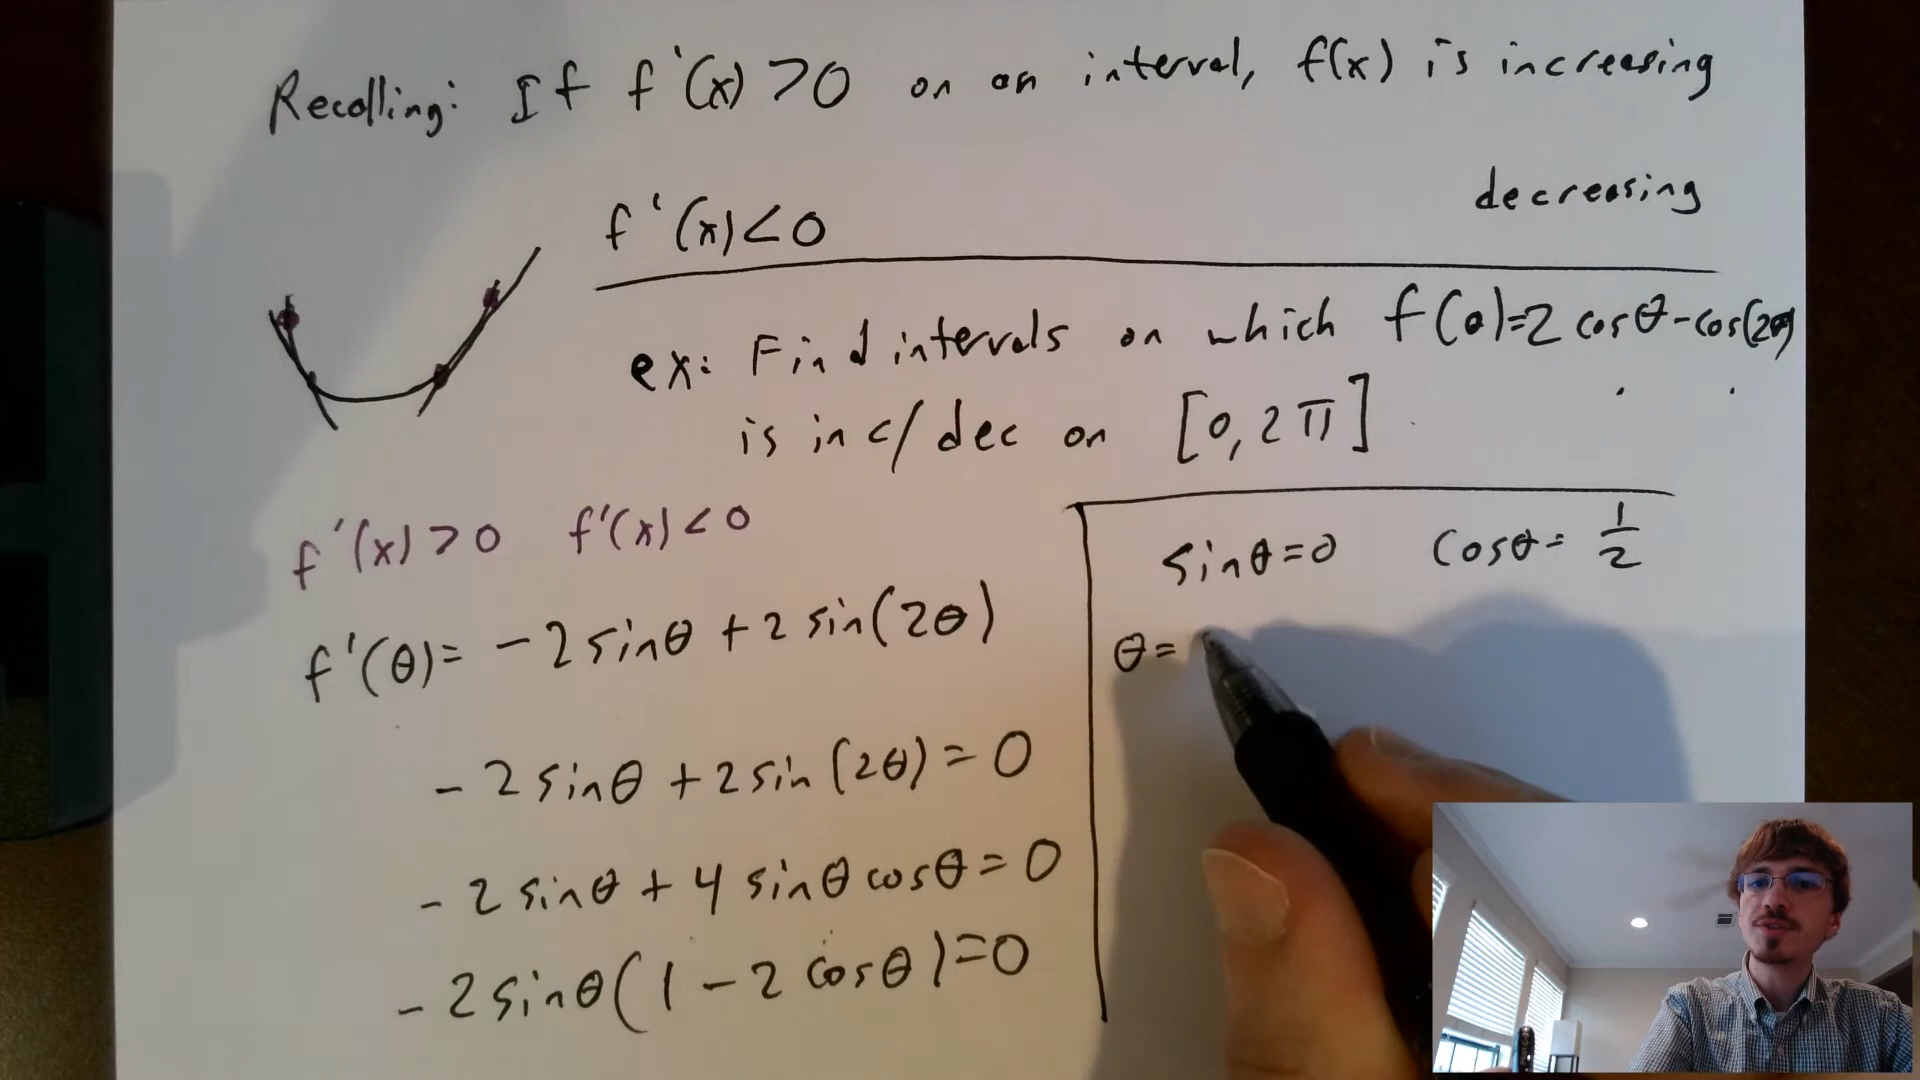 Recalling: If f'(x) >0 on an interval, f(x) is increasing
f'(x)<0 decreasing
ex: Find intervals on which f(θ)=2cosθ-cos(2θ)
is inc/dec on [0,2π]
f'(x)>0 f'(x)<0
f'(θ)= -2sinθ+2sin(2θ)
-2sinθ+2sin(2θ)=0
-2sinθ+4sinθcosθ=0
-2sinθ(1-2cosθ)=0
sinθ=0 cosθ= 1/2
θ=